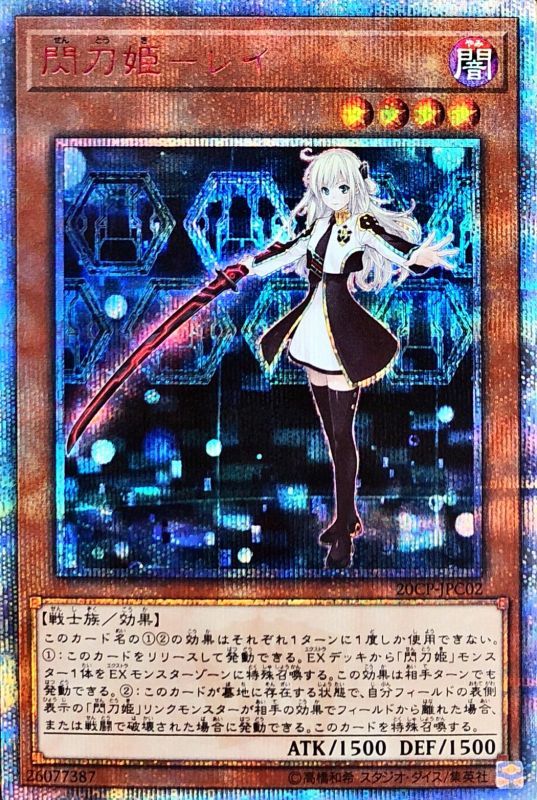 閃刀姫－レイ
闇
20CP-JPC02
【戦士族／効果】
このカード名の①②の効果はそれぞれ1ターンに1度しか使用できない。
①：このカードをリリースして発動できる。EXデッキから「閃刀姫」モンス
ター1体をEXモンスターゾーンに特殊召喚する。この効果は相手ターンでも
発動できる。②：このカードが墓地に存在する状態で、自分フィールドの表側
表示の「閃刀姫」リンクモンスターが相手の効果でフィールドから離れた場合、
または戦闘で破壊された場合に発動できる。このカードを特殊召喚する。
ATK/1500 DEF/1500
26077387
©高橋和希 スタジオ・ダイス/集英社